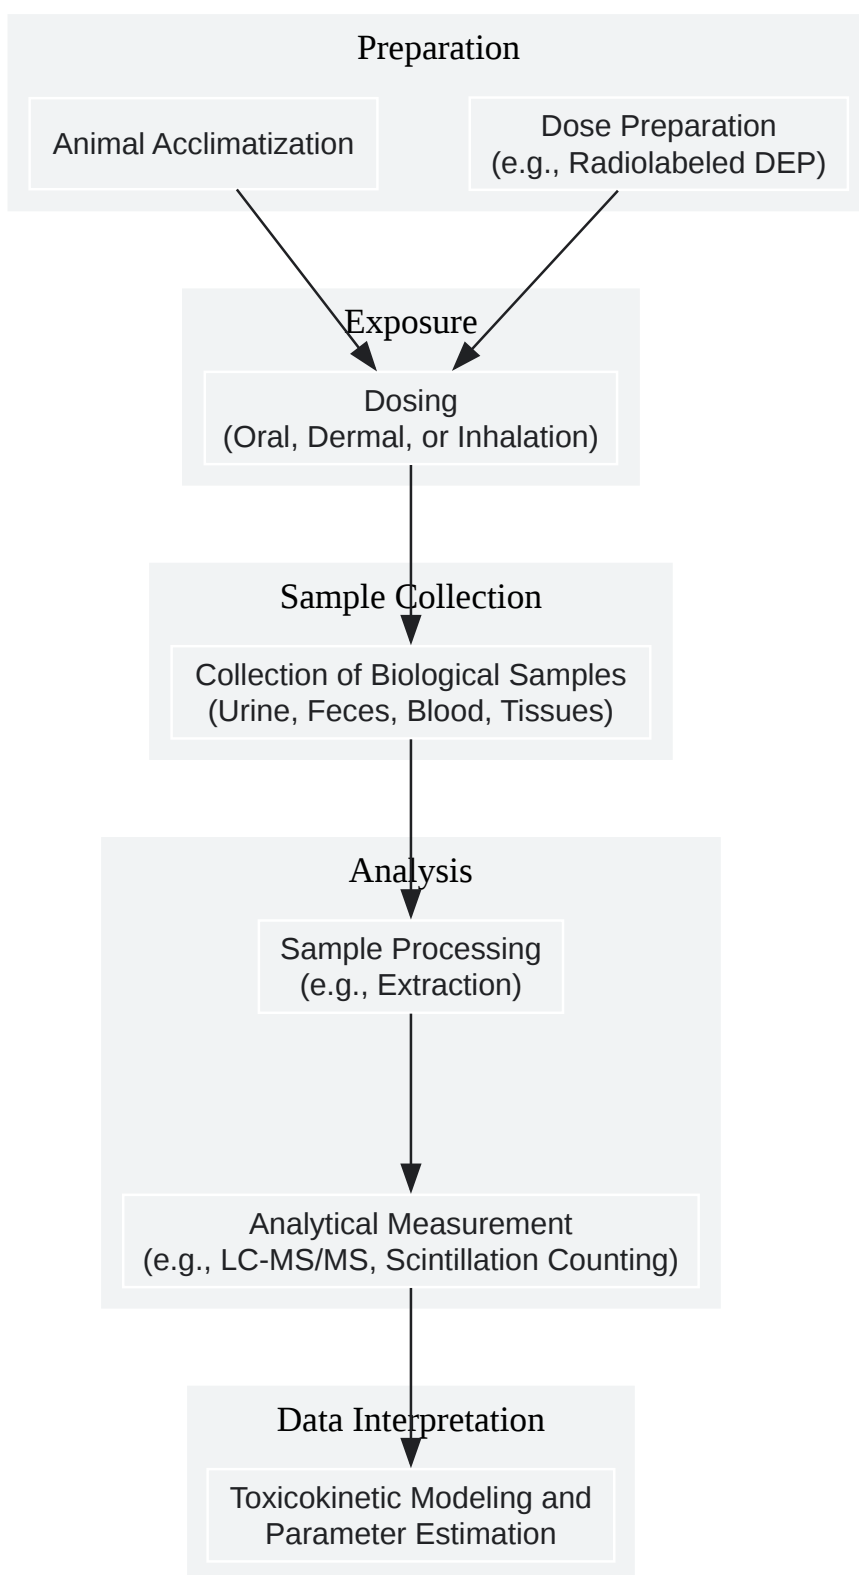 Preparation
Animal Acclimatization
Dose Preparation
(e.g., Radiolabeled DEP)
Exposure
Dosing
(Oral, Dermal, or Inhalation)
Sample Collection
Collection of Biological Samples
(Urine, Feces, Blood, Tissues)
Analysis
Sample Processing
(e.g., Extraction)
Analytical Measurement
(e.g., LC-MS/MS, Scintillation Counting)
Data Interpretation
Toxicokinetic Modeling and
Parameter Estimation